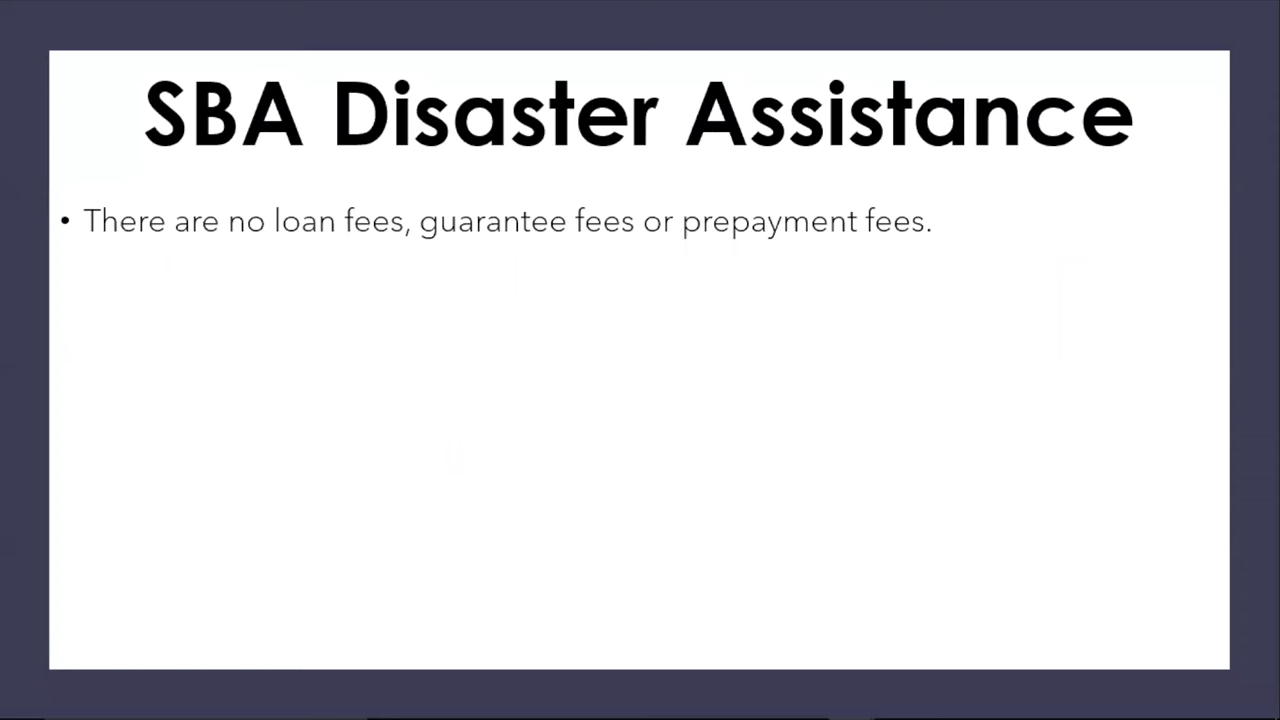 SBA Disaster Assistance
• There are no loan fees, guarantee fees or prepayment fees.